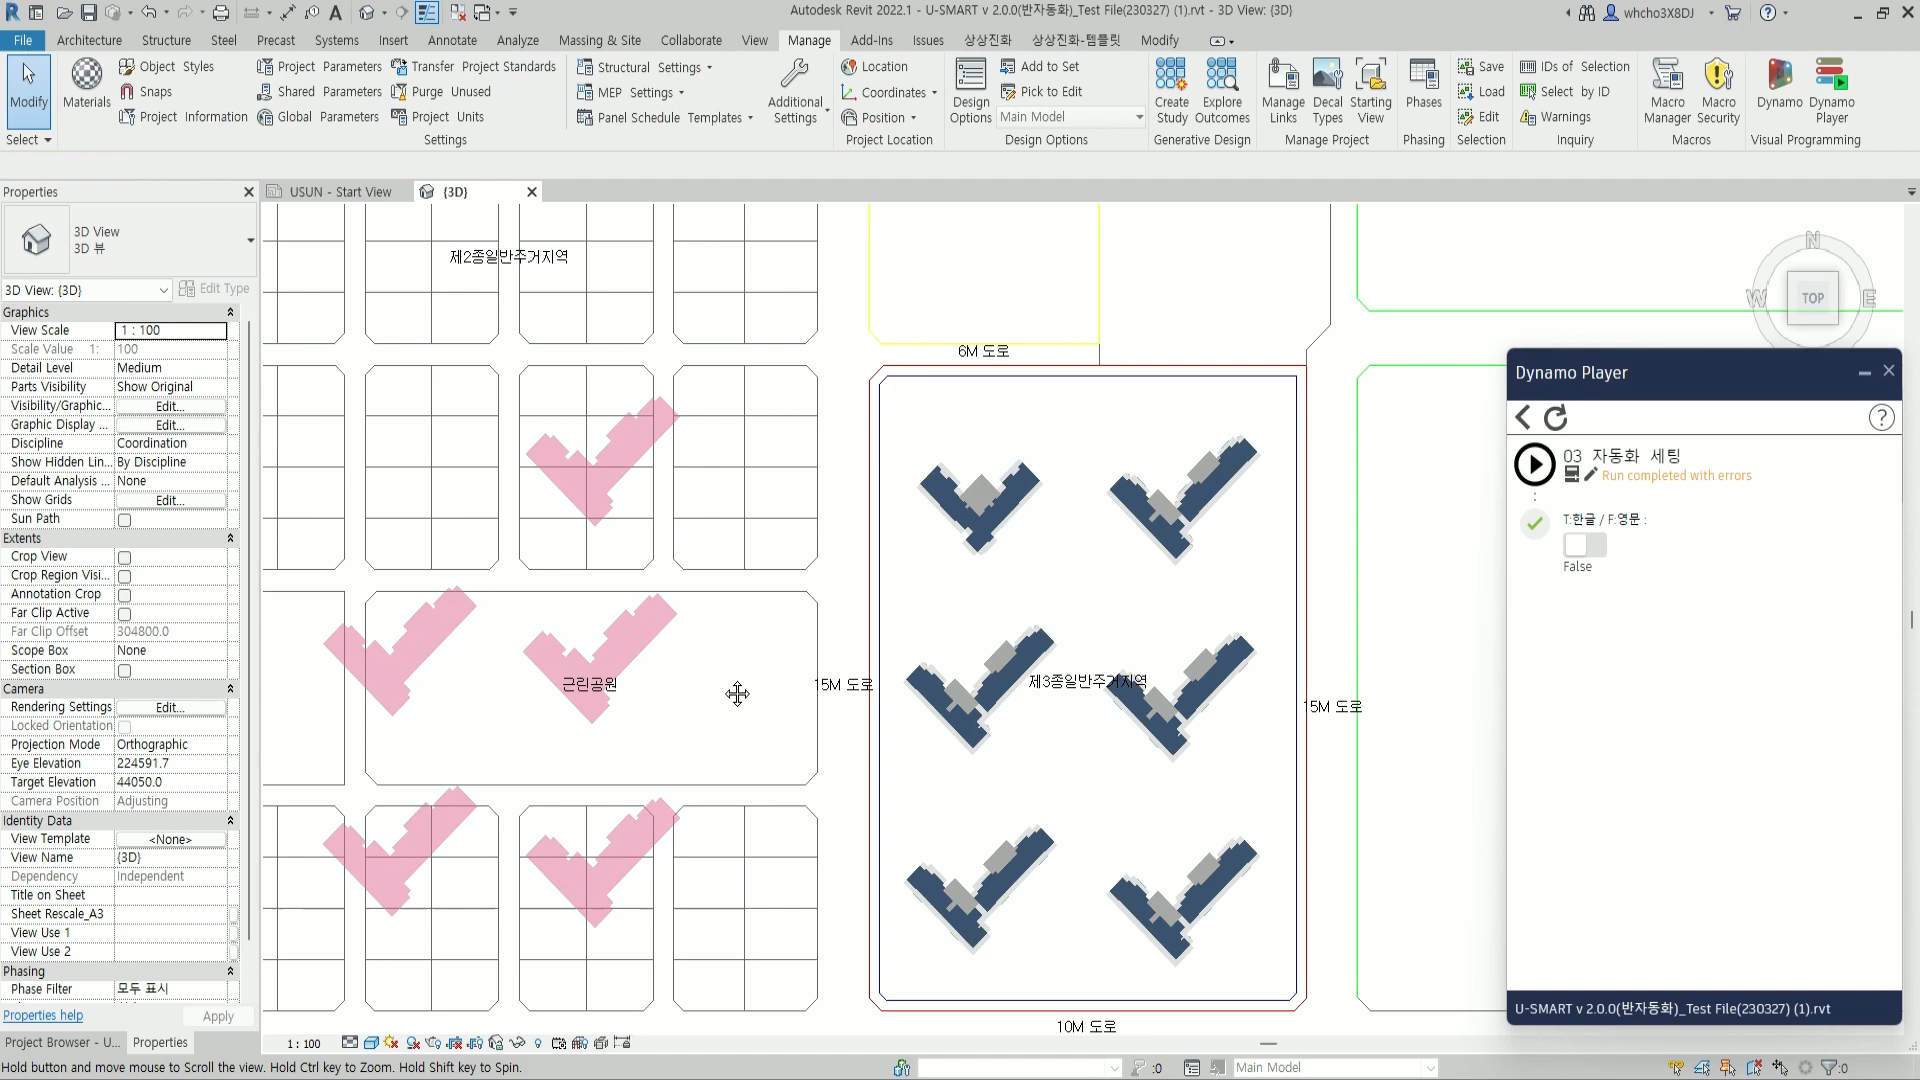 Autodesk Revit 2022.1 - U-SMART v 2.0.0(반자동화)_Test File(230327) (1).rvt - 3D View: {3D}
whcho3X8DJ
File Architecture Structure Steel Precast Systems Insert Annotate Analyze Massing & Site Collaborate View Manage Add-Ins Issues 상상진화 상상진화-템플릿 Modify
Modify
Select
Materials
Object Styles
Snaps
Project Information
Project Parameters
Shared Parameters
Global Parameters
Transfer Project Standards
Purge Unused
Project Units
Settings
Structural Settings
MEP Settings
Panel Schedule Templates
Additional Settings
Location
Coordinates
Position
Project Location
Design Options
Add to Set
Pick to Edit
Main Model
Design Options
Create Study
Explore Outcomes
Generative Design
Manage Links
Decal Types
Starting View
Manage Project
Phases
Phasing
Save
Load
Edit
Selection
IDs of Selection
Select by ID
Warnings
Inquiry
Macro Manager
Macro Security
Macros
Dynamo
Dynamo Player
Visual Programming
Properties
USUN - Start View
{3D}
3D View
3D 뷰
3D View: {3D}
Edit Type
Graphics
View Scale 1 : 100
Scale Value 1: 100
Detail Level Medium
Parts Visibility Show Original
Visibility/Graphic... Edit...
Graphic Display ... Edit...
Discipline Coordination
Show Hidden Lin... By Discipline
Default Analysis ... None
Show Grids Edit...
Sun Path
Extents
Crop View
Crop Region Visi...
Annotation Crop
Far Clip Active
Far Clip Offset 304800.0
Scope Box None
Section Box
Camera
Rendering Settings Edit...
Locked Orientation
Projection Mode Orthographic
Eye Elevation 224591.7
Target Elevation 44050.0
Camera Position Adjusting
Identity Data
View Template <None>
View Name {3D}
Dependency Independent
Title on Sheet
Sheet Rescale_A3
View Use 1
View Use 2
Phasing
Phase Filter 모두 표시
Properties help
Apply
Project Browser - U...
Properties
제2종일반주거지역
6M 도로
근린공원
15M 도로
제3종일반주거지역
15M 도로
10M 도로
N
W
TOP
E
Dynamo Player
03 자동화 세팅
Run completed with errors
T:한글 / F:영문 :
False
U-SMART v 2.0.0(반자동화)_Test File(230327) (1).rvt
1 : 100
Hold button and move mouse to Scroll the view. Hold Ctrl key to Zoom. Hold Shift key to Spin.
:0
Main Model
:0